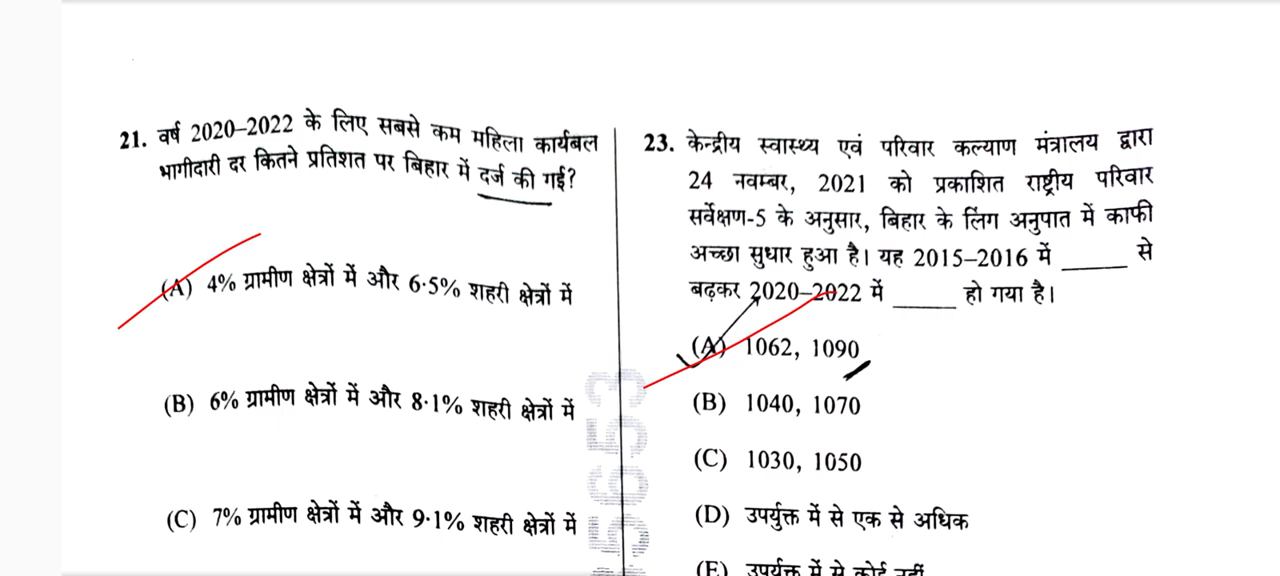 21. वर्ष 2020–2022 के लिए सबसे कम महिला कार्यबल
भागीदारी दर कितने प्रतिशत पर बिहार में दर्ज की गई?
(A) 4% ग्रामीण क्षेत्रों में और 6·5% शहरी क्षेत्रों में
(B) 6% ग्रामीण क्षेत्रों में और 8·1% शहरी क्षेत्रों में
(C) 7% ग्रामीण क्षेत्रों में और 9·1% शहरी क्षेत्रों में
23. केन्द्रीय स्वास्थ्य एवं परिवार कल्याण मंत्रालय द्वारा
24 नवम्बर, 2021 को प्रकाशित राष्ट्रीय परिवार
सर्वेक्षण-5 के अनुसार, बिहार के लिंग अनुपात में काफी
अच्छा सुधार हुआ है। यह 2015–2016 में ______ से
बढ़कर 2020–2022 में ______ हो गया है।
(A) 1062, 1090
(B) 1040, 1070
(C) 1030, 1050
(D) उपर्युक्त में से एक से अधिक
(E) उपर्युक्त में से कोई नहीं